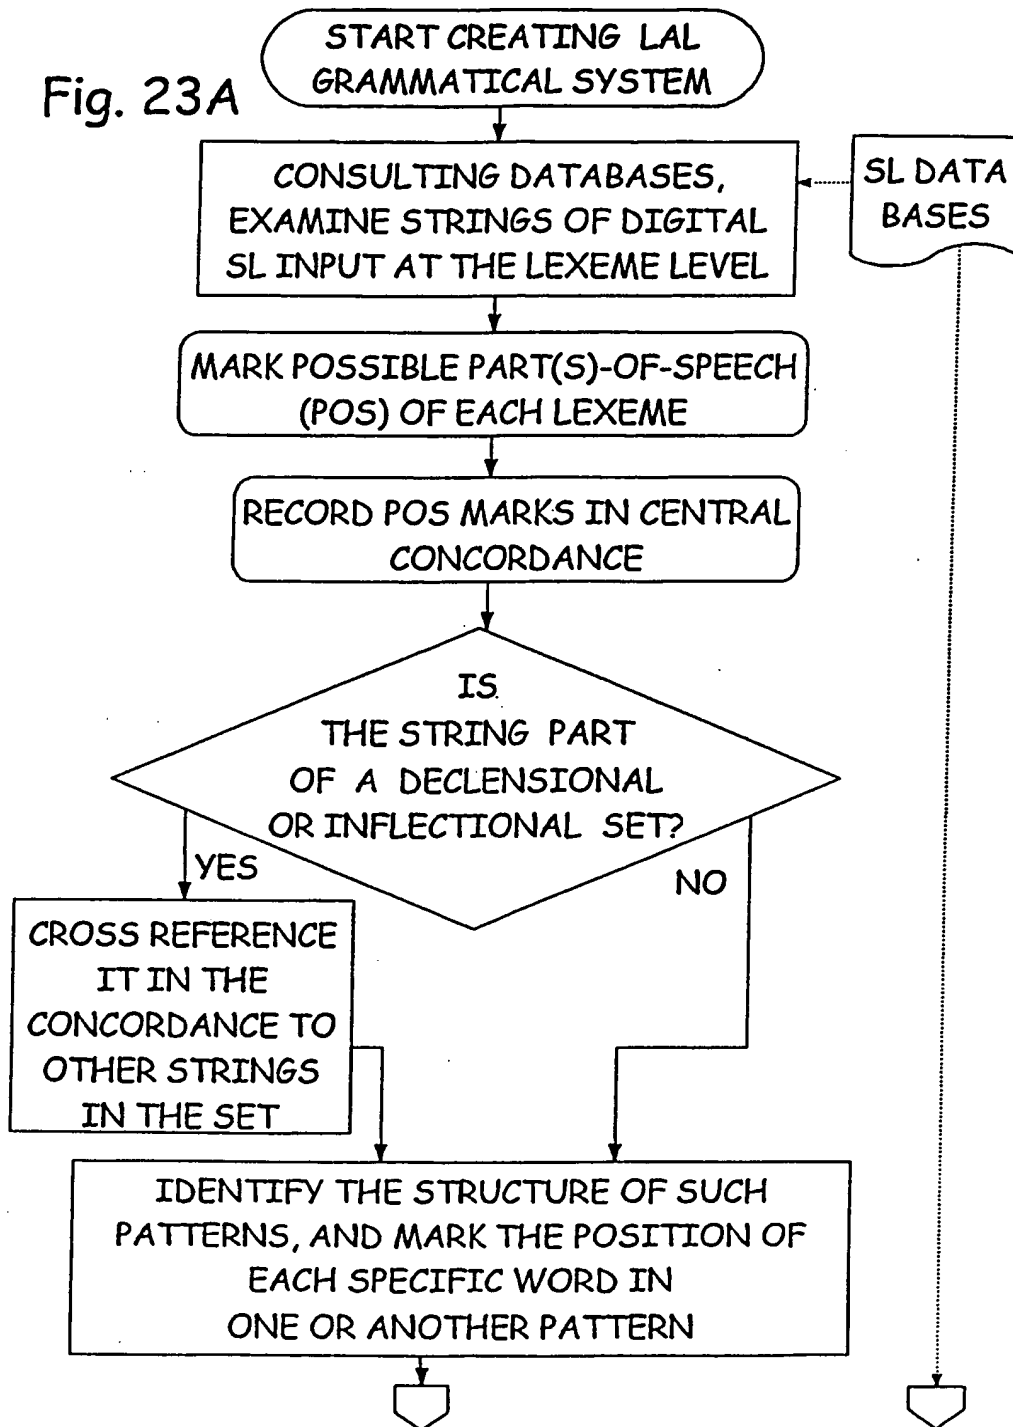 Fig. 23A
START CREATING LAL
GRAMMATICAL SYSTEM
CONSULTING DATABASES,
EXAMINE STRINGS OF DIGITAL
SL INPUT AT THE LEXEME LEVEL
SL DATA
BASES
MARK POSSIBLE PART(S)-OF-SPEECH
(POS) OF EACH LEXEME
RECORD POS MARKS IN CENTRAL
CONCORDANCE
IS
THE STRING PART
OF A DECLENSIONAL
OR INFLECTIONAL SET?
YES
NO
CROSS REFERENCE
IT IN THE
CONCORDANCE TO
OTHER STRINGS
IN THE SET
IDENTIFY THE STRUCTURE OF SUCH
PATTERNS, AND MARK THE POSITION OF
EACH SPECIFIC WORD IN
ONE OR ANOTHER PATTERN